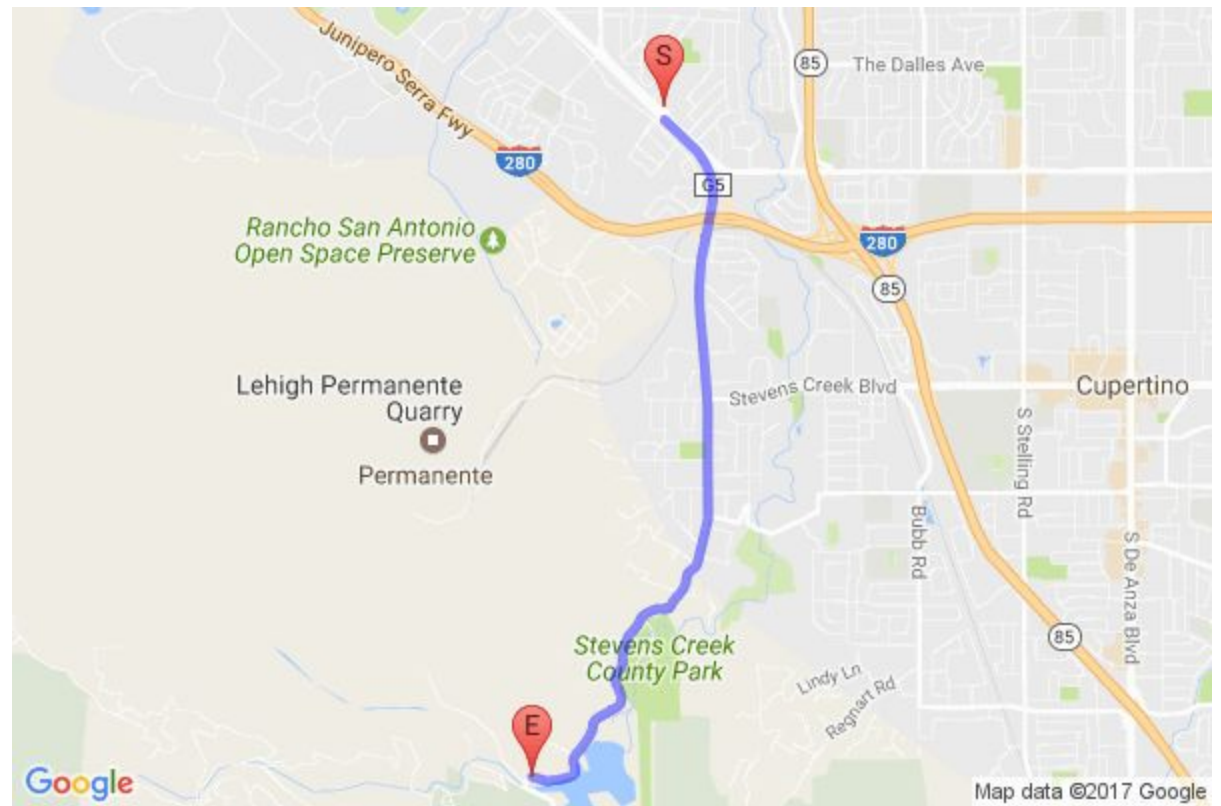 Junipero Serra Fwy
S
85
The Dalles Ave
280
G5
Rancho San Antonio
Open Space Preserve
280
85
Lehigh Permanente
Quarry
Permanente
Stevens Creek Blvd
Cupertino
S Stelling Rd
Bubb Rd
S De Anza Blvd
Stevens Creek
County Park
85
Lindy Ln
Regnart Rd
E
Google
Map data ©2017 Google